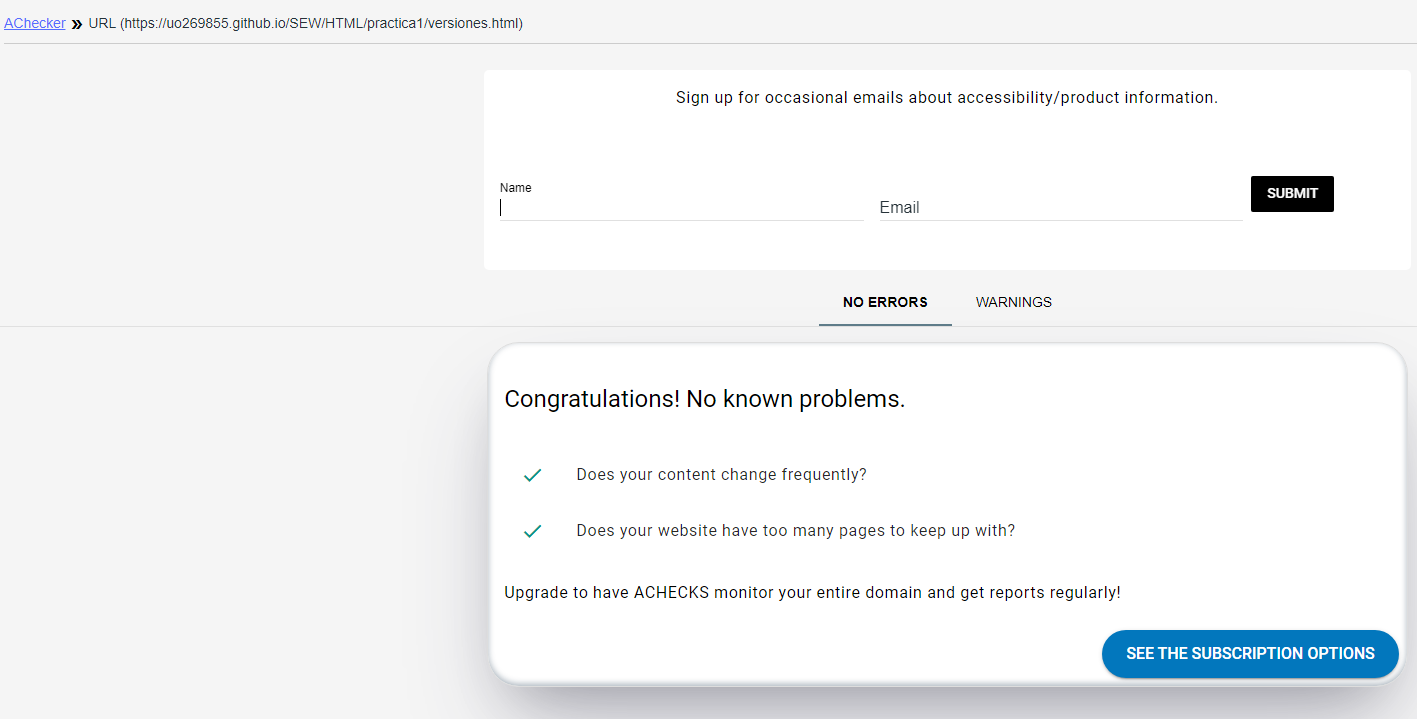 AChecker » URL (https://uo269855.github.io/SEW/HTML/practica1/versiones.html)
Sign up for occasional emails about accessibility/product information.
Name
Email
SUBMIT
NO ERRORS WARNINGS
Congratulations! No known problems.
Does your content change frequently?
Does your website have too many pages to keep up with?
Upgrade to have ACHECKS monitor your entire domain and get reports regularly!
SEE THE SUBSCRIPTION OPTIONS